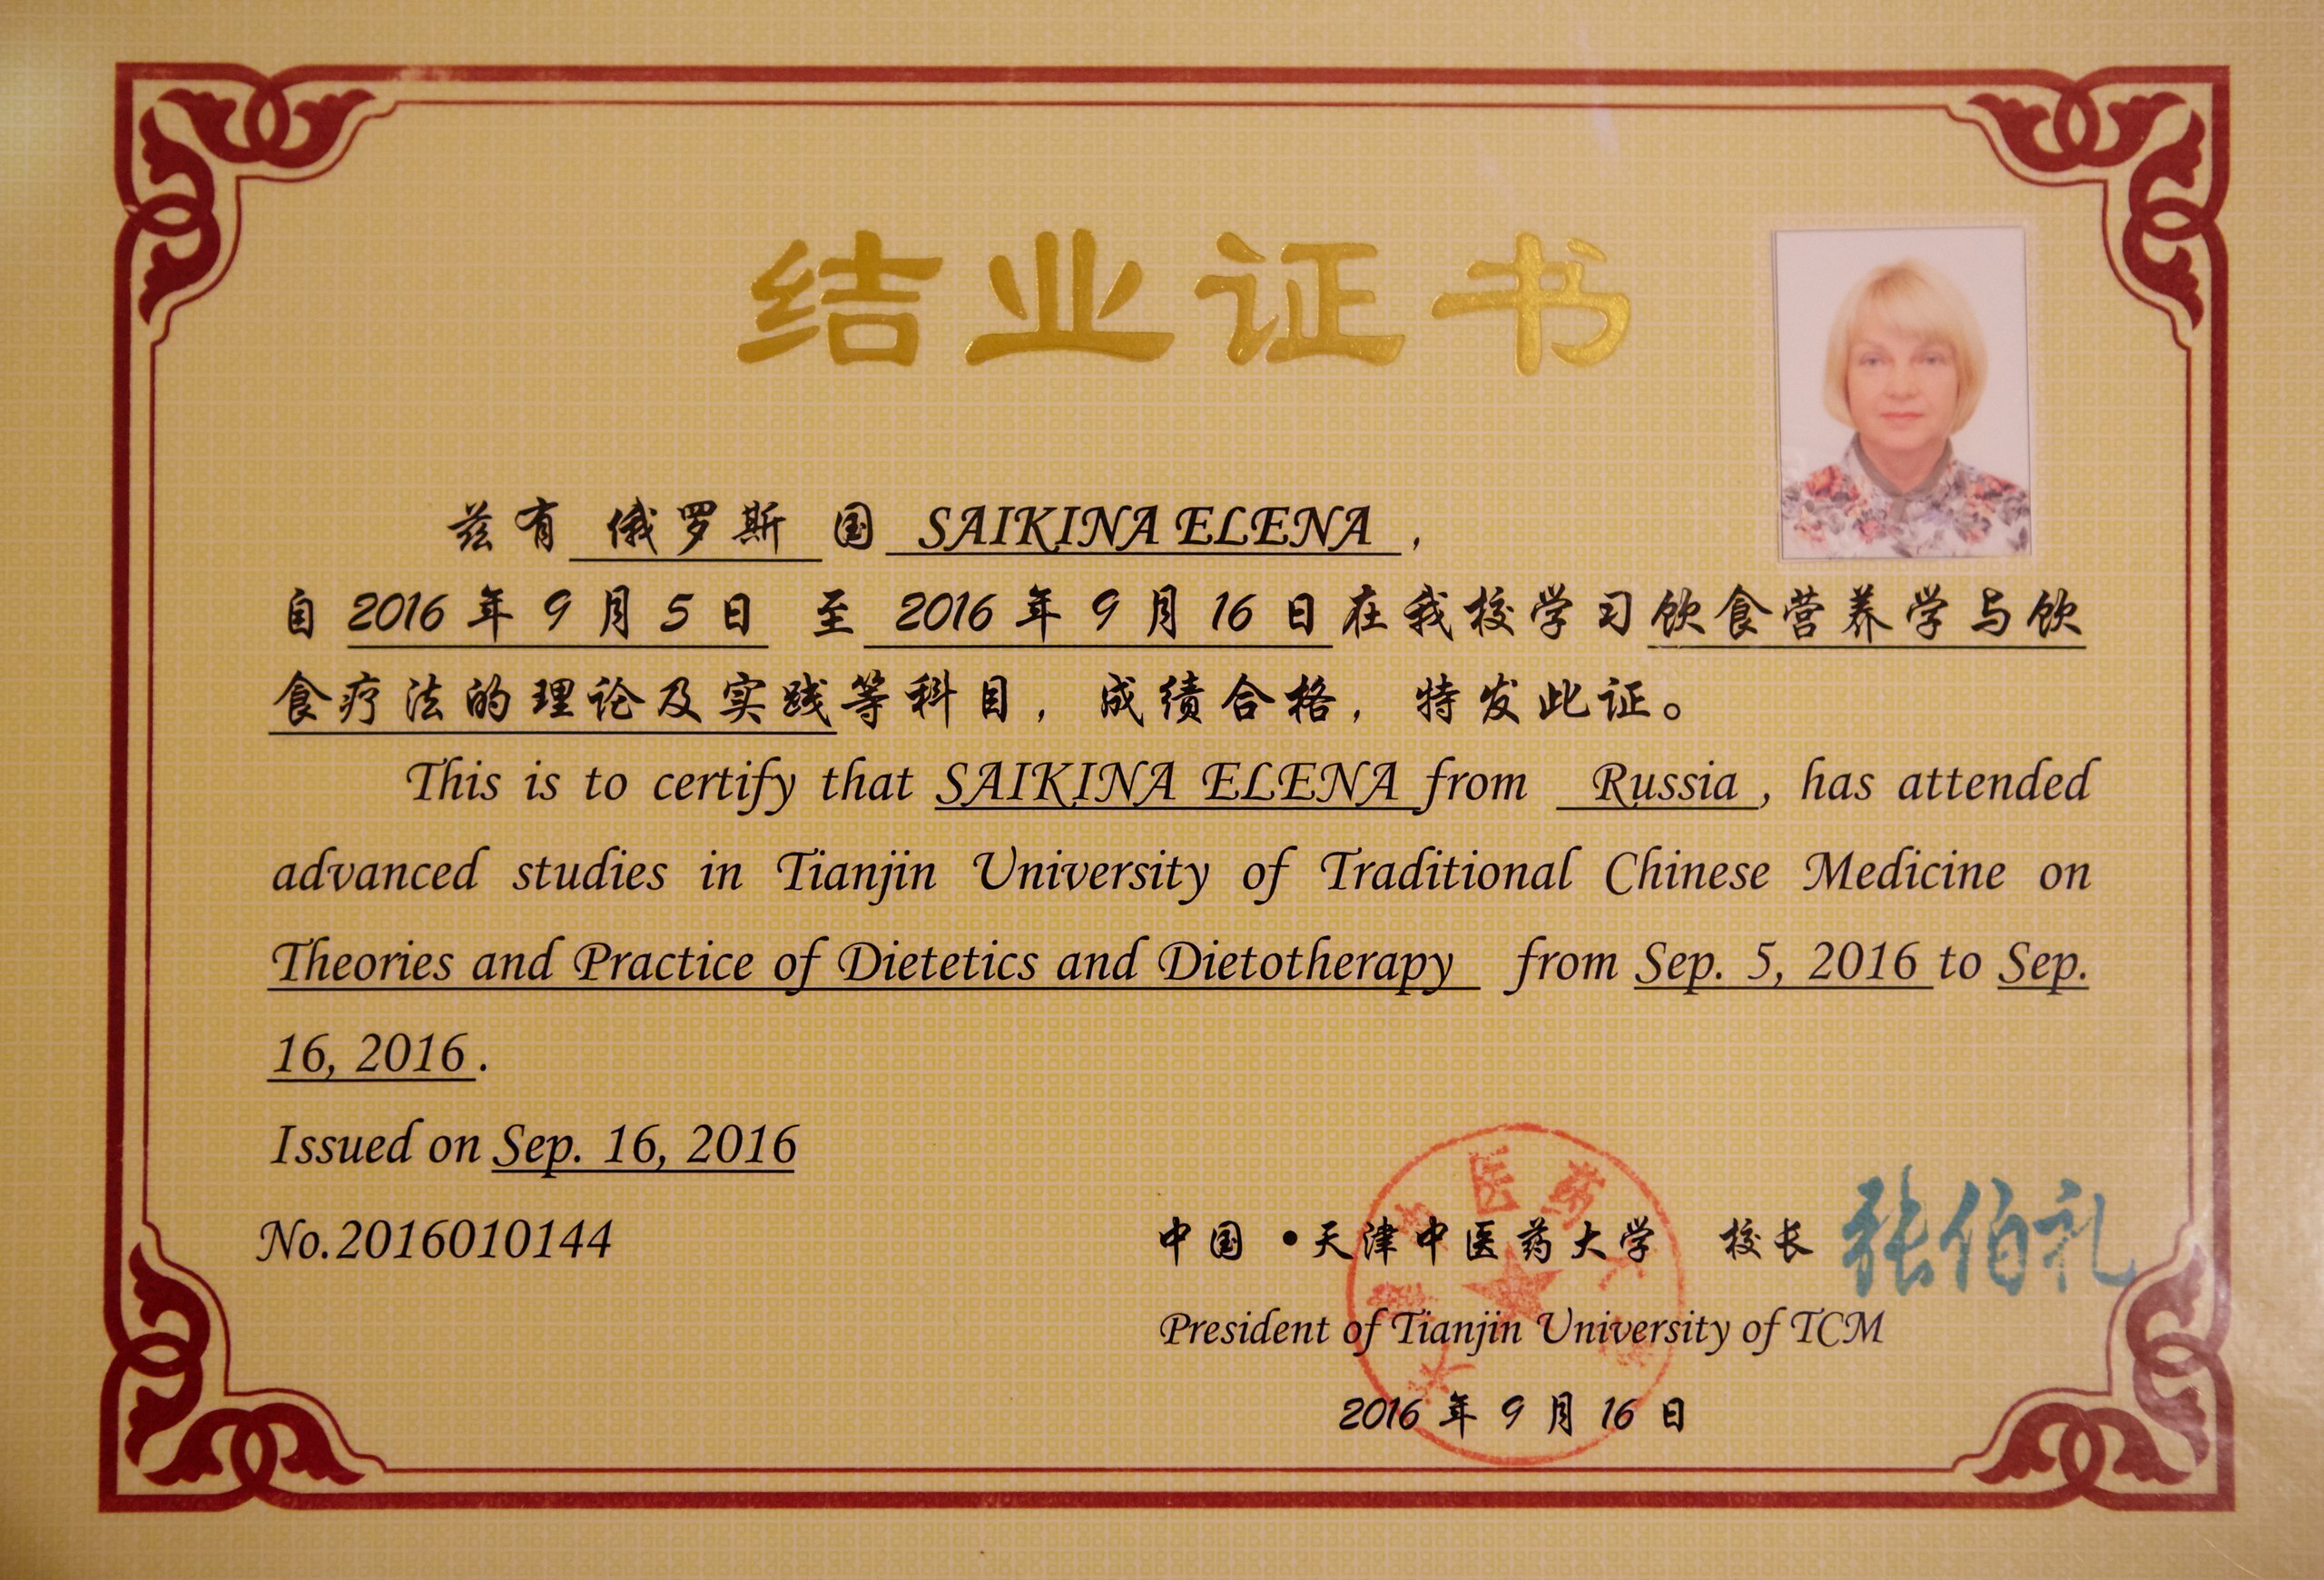 结业证书
兹有 俄罗斯 国 SAIKINA ELENA ,
自 2016 年 9 月 5 日 至 2016 年 9 月 16 日在我校学习饮食营养学与饮
食疗法的理论及实践等科目，成绩合格，特发此证。
This is to certify that SAIKINA ELENA from Russia , has attended
advanced studies in Tianjin University of Traditional Chinese Medicine on
Theories and Practice of Dietetics and Dietotherapy from Sep. 5, 2016 to Sep.
16, 2016 .
Issued on Sep. 16, 2016
No.2016010144
中国 •天津中医药大学 校长 张伯礼
President of Tianjin University of TCM
2016 年 9 月 16 日